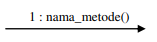 1 : nama_metode()